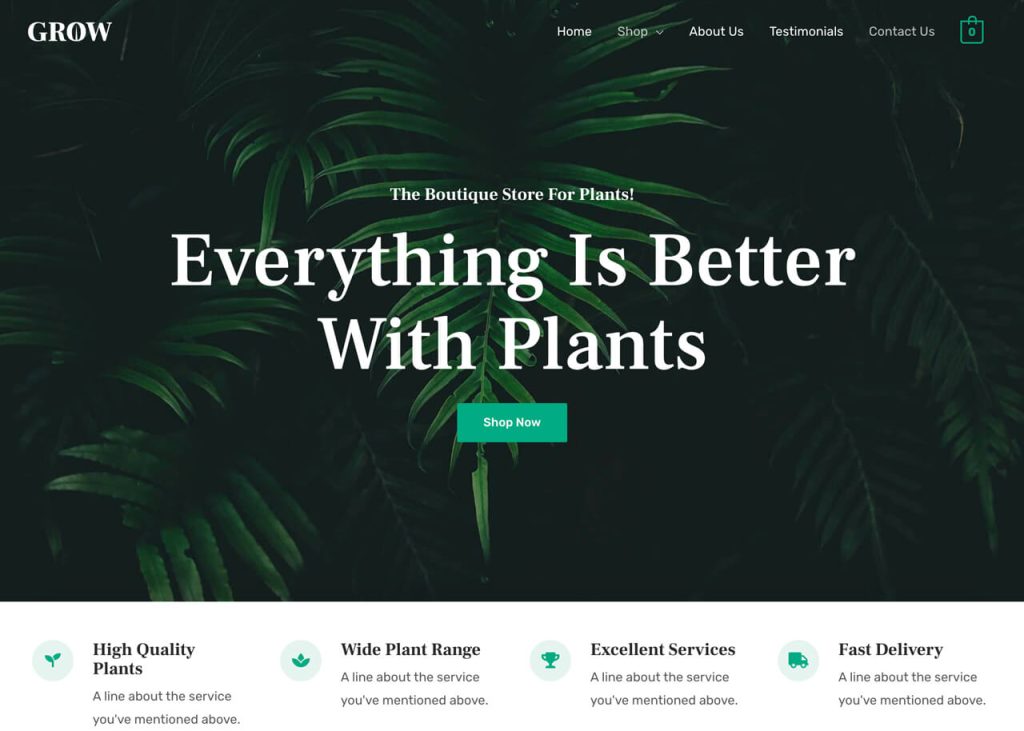 GROW
Home Shop About Us Testimonials Contact Us 0
The Boutique Store For Plants!
Everything Is Better
With Plants
Shop Now
High Quality
Plants
A line about the service
you've mentioned above.
Wide Plant Range
A line about the service
you've mentioned above.
Excellent Services
A line about the service
you've mentioned above.
Fast Delivery
A line about the service
you've mentioned above.